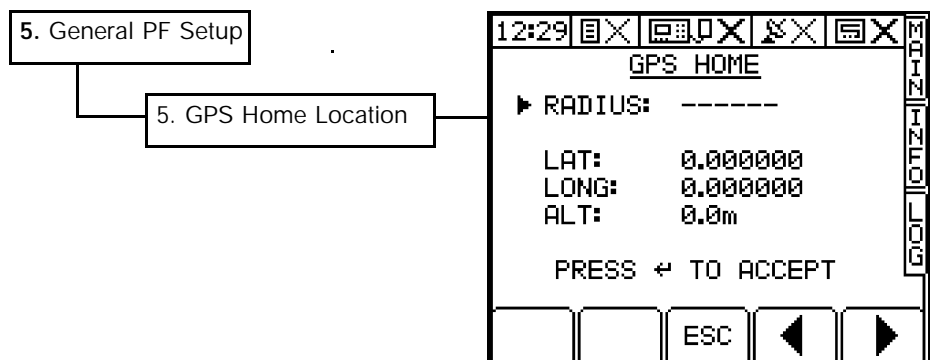 5. General PF Setup
5. GPS Home Location
12:29
GPS HOME
RADIUS: ------
LAT: 0.000000
LONG: 0.000000
ALT: 0.0m
PRESS ↵ TO ACCEPT
ESC
MAIN
INFO
LOG